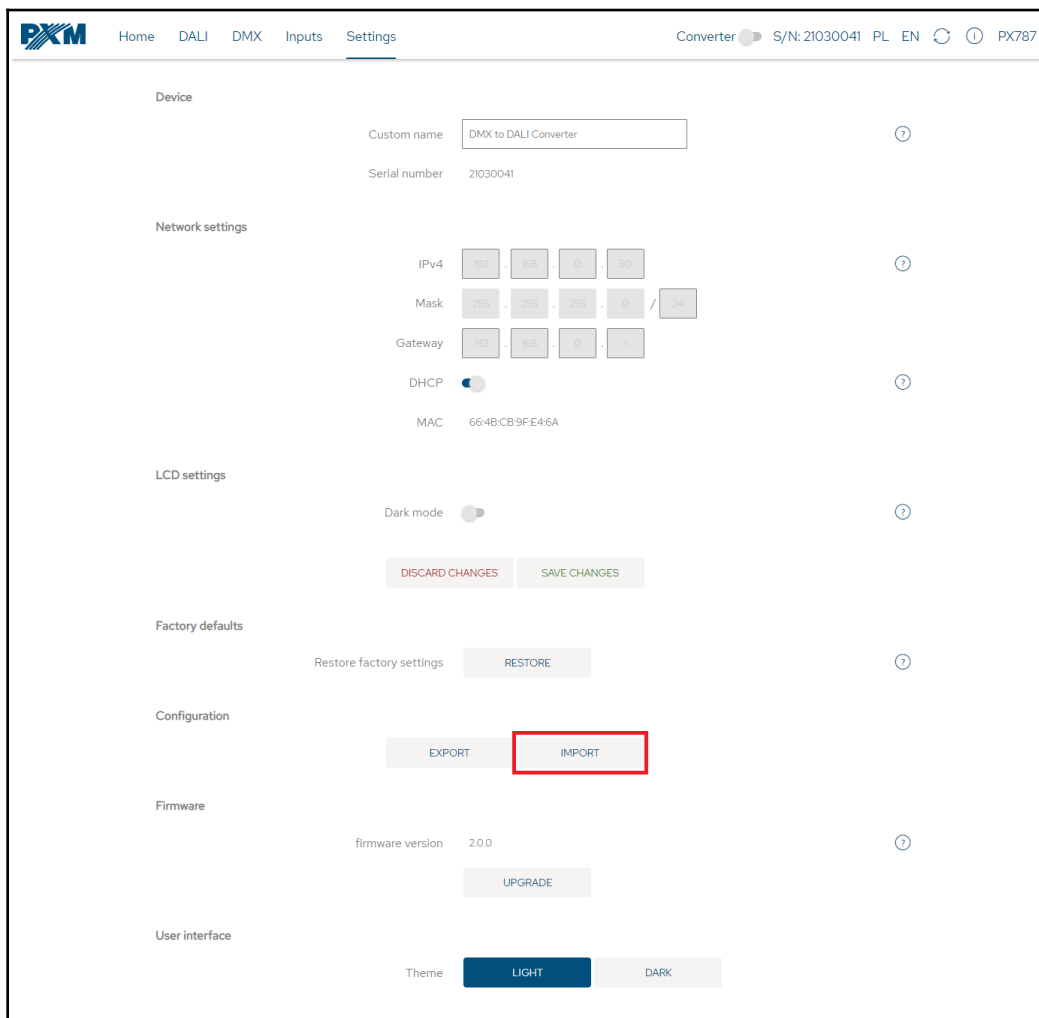 PXM Home DALI DMX Inputs Settings Converter S/N: 21030041 PL EN i PX787
Device
Custom name DMX to DALI Converter ?
Serial number 21030041
Network settings
IPv4 192 . 168 . 0 . 50 ?
Mask 255 . 255 . 255 . 0 / 24
Gateway 192 . 168 . 0 . 1
DHCP ?
MAC 66:4B:CB:9F:E4:6A
LCD settings
Dark mode ?
DISCARD CHANGES SAVE CHANGES
Factory defaults
Restore factory settings RESTORE ?
Configuration
EXPORT IMPORT
Firmware
firmware version 2.0.0 ?
UPGRADE
User interface
Theme LIGHT DARK